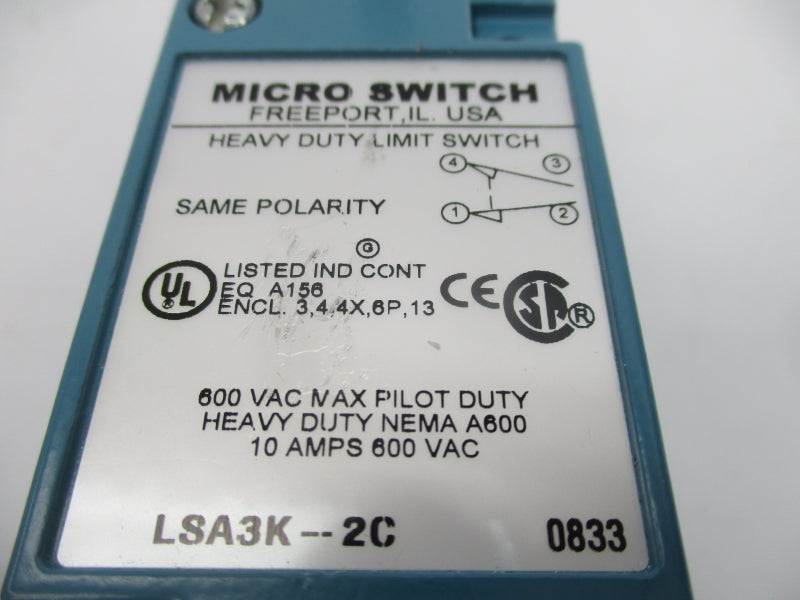 MICRO SWITCH
FREEPORT, IL. USA
HEAVY DUTY LIMIT SWITCH
4 3
SAME POLARITY
1 2
G
UL ® LISTED IND CONT
EQ. A156
ENCL. 3,4,4X,6P,13
CE SP ®
600 VAC MAX PILOT DUTY
HEAVY DUTY NEMA A600
10 AMPS 600 VAC
LSA3K--2C 0833